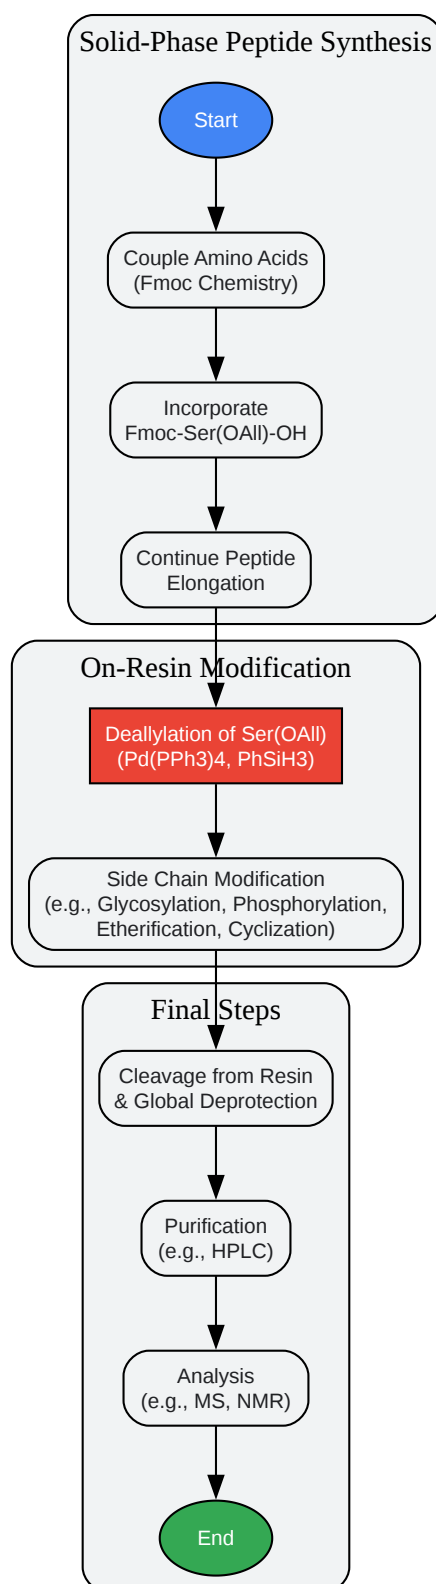 Solid-Phase Peptide Synthesis
Start
Couple Amino Acids
(Fmoc Chemistry)
Incorporate
Fmoc-Ser(OAll)-OH
Continue Peptide
Elongation
On-Resin Modification
Deallylation of Ser(OAll)
(Pd(PPh3)4, PhSiH3)
Side Chain Modification
(e.g., Glycosylation, Phosphorylation,
Etherification, Cyclization)
Final Steps
Cleavage from Resin
& Global Deprotection
Purification
(e.g., HPLC)
Analysis
(e.g., MS, NMR)
End